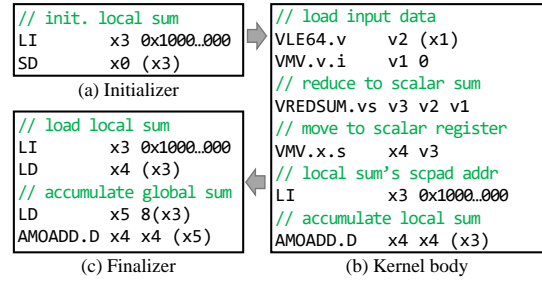 // init. local sum
LI x3 0x1000…000
SD x0 (x3)
(a) Initializer
// load input data
VLE64.v v2 (x1)
VMV.v.i v1 0
// reduce to scalar sum
VREDSUM.vs v3 v2 v1
// move to scalar register
VMV.x.s x4 v3
// local sum's scpad addr
LI x3 0x1000…000
// accumulate local sum
AMOADD.D x4 x4 (x3)
(b) Kernel body
// load local sum
LI x3 0x1000…000
LD x4 (x3)
// accumulate global sum
LD x5 8(x3)
AMOADD.D x4 x4 (x5)
(c) Finalizer